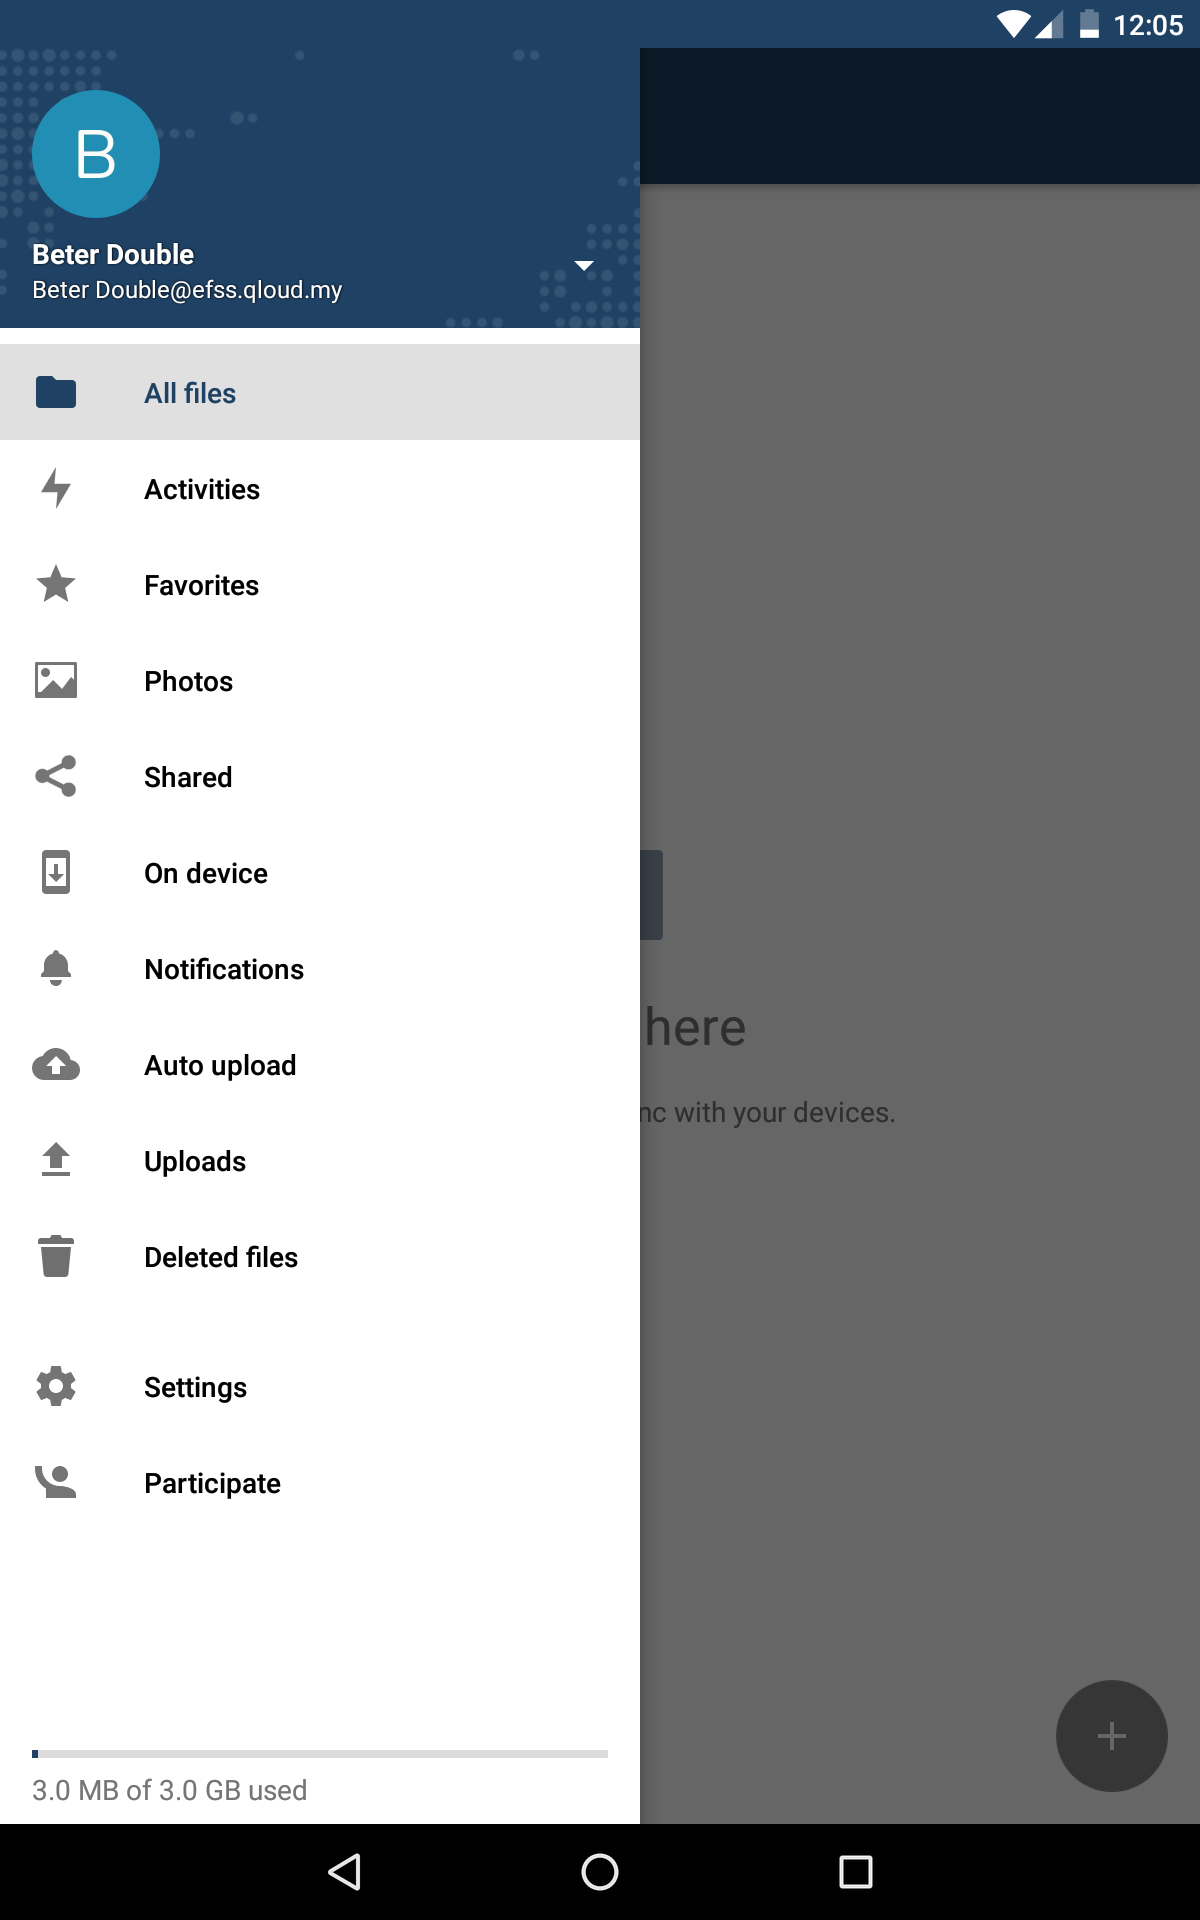 12:05
B
Beter Double
Beter Double@efss.qloud.my
All files
Activities
Favorites
Photos
Shared
On device
here
Notifications
Auto upload
with your devices.
Uploads
Deleted files
Settings
Participate
3.0 MB of 3.0 GB used